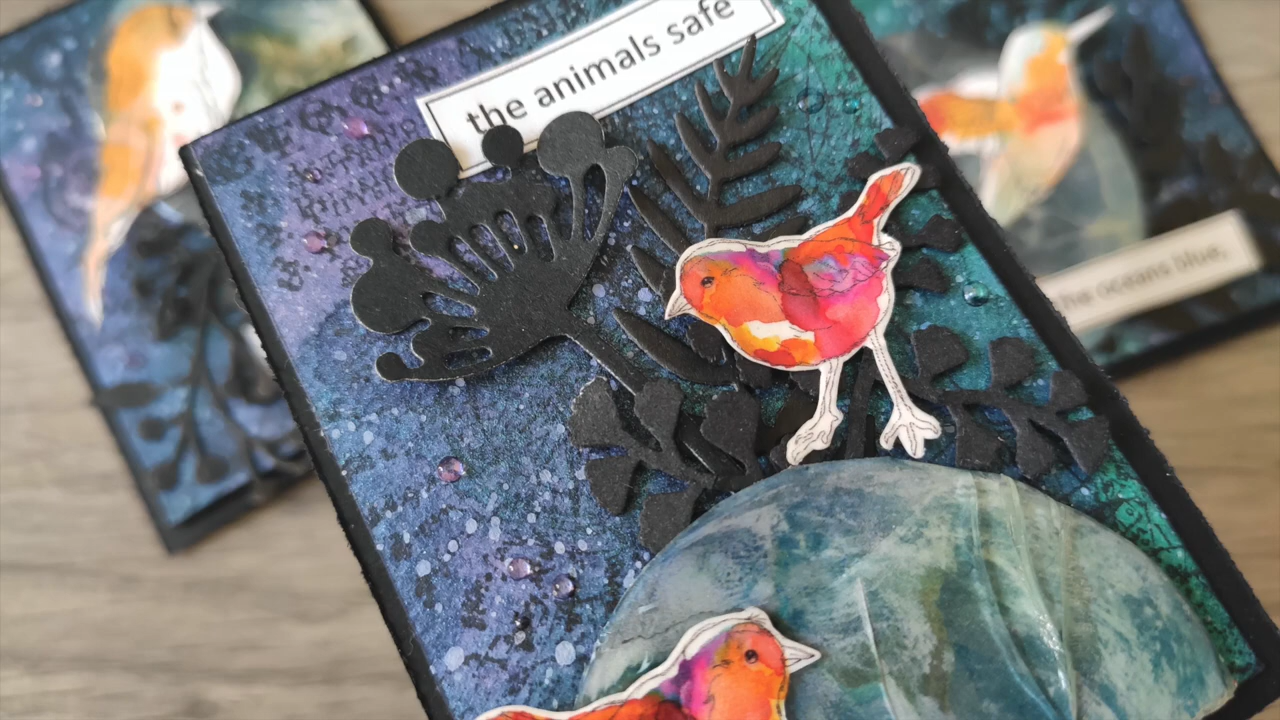 the animals safe
the oceans blue,